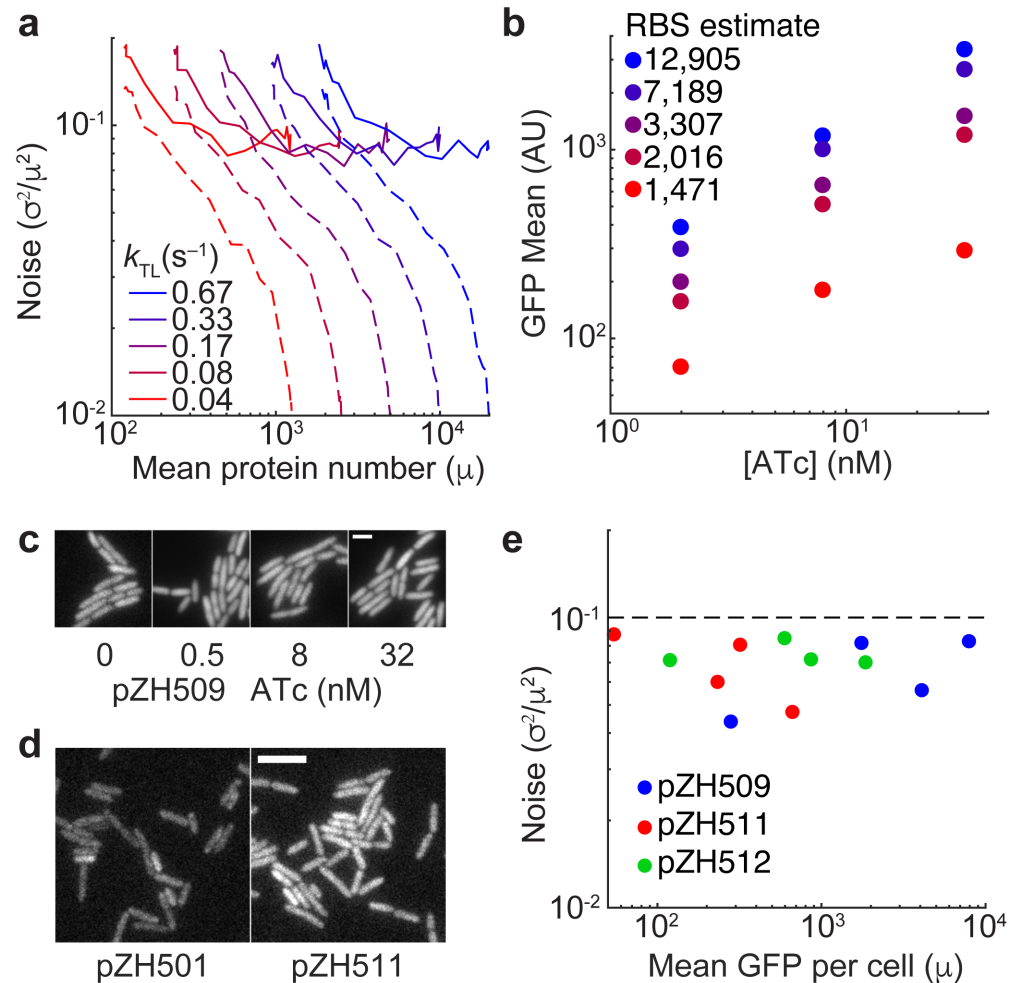 a
Noise (σ²/μ²)
10⁻¹
10⁻²
k_TL (s⁻¹)
0.67
0.33
0.17
0.08
0.04
10² 10³ 10⁴
Mean protein number (μ)
b
RBS estimate
12,905
7,189
3,307
2,016
1,471
GFP Mean (AU)
10³
10²
10⁰ 10¹
[ATc] (nM)
c
0 0.5 8 32
pZH509 ATc (nM)
d
pZH501 pZH511
e
Noise (σ²/μ²)
10⁻¹
10⁻²
pZH509
pZH511
pZH512
10² 10³ 10⁴
Mean GFP per cell (μ)